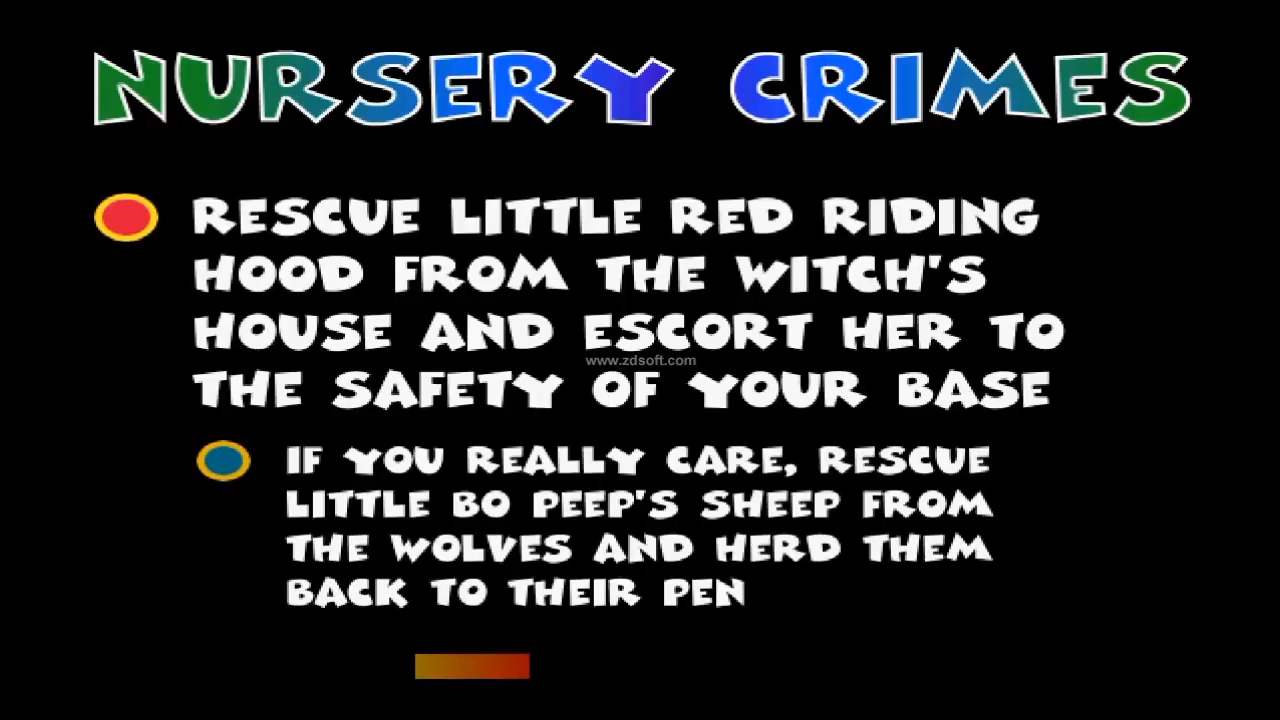 NURSERY CRIMES
RESCUE LITTLE RED RIDING
HOOD FROM THE WITCH'S
HOUSE AND ESCORT HER TO
www.zdsoft.com
THE SAFETY OF YOUR BASE
IF YOU REALLY CARE, RESCUE
LITTLE BO PEEP'S SHEEP FROM
THE WOLVES AND HERD THEM
BACK TO THEIR PEN